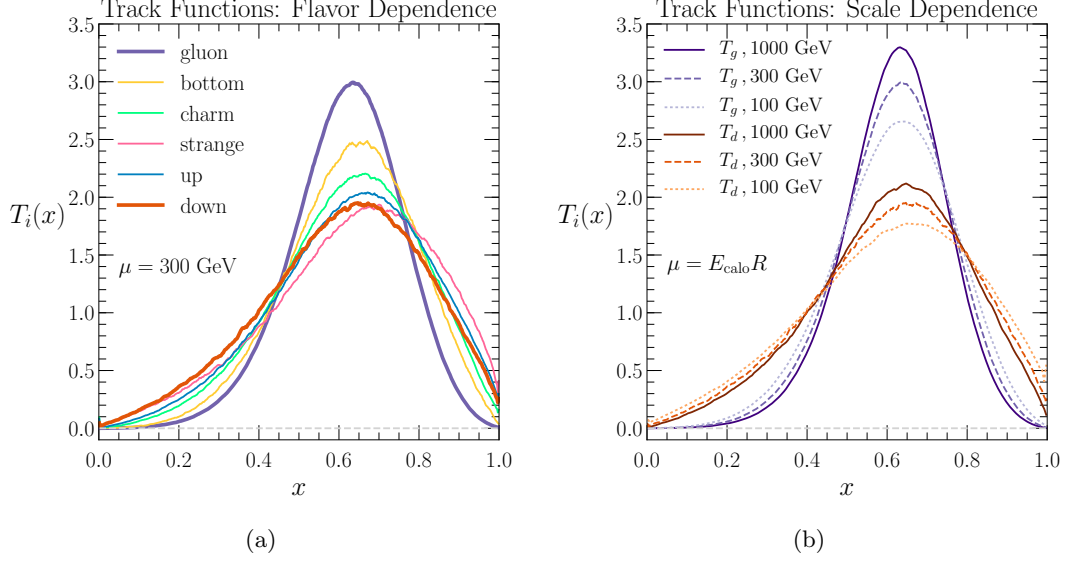 Track Functions: Flavor Dependence
3.5
3.0
2.5
2.0
1.5
1.0
0.5
0.0
T_i(x)
gluon
bottom
charm
strange
up
down
μ = 300 GeV
0.0 0.2 0.4 0.6 0.8 1.0
x
(a)
Track Functions: Scale Dependence
3.5
3.0
2.5
2.0
1.5
1.0
0.5
0.0
T_i(x)
T_g, 1000 GeV
T_g, 300 GeV
T_g, 100 GeV
T_d, 1000 GeV
T_d, 300 GeV
T_d, 100 GeV
μ = E_calo R
0.0 0.2 0.4 0.6 0.8 1.0
x
(b)